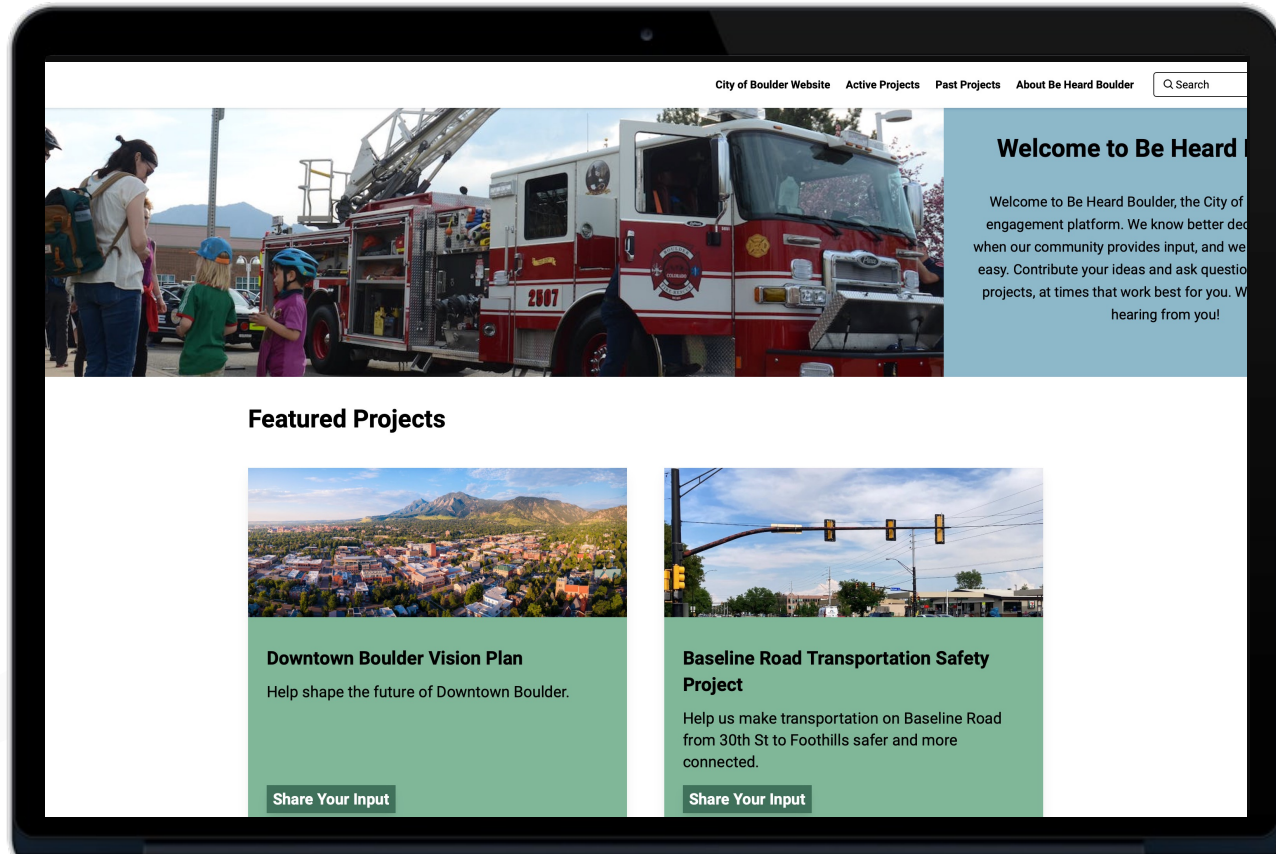 City of Boulder Website Active Projects Past Projects About Be Heard Boulder Search
Welcome to Be Heard
Welcome to Be Heard Boulder, the City of
engagement platform. We know better dec
when our community provides input, and we
easy. Contribute your ideas and ask questio
projects, at times that work best for you. W
hearing from you!
2507
Featured Projects
Downtown Boulder Vision Plan
Help shape the future of Downtown Boulder.
Share Your Input
Baseline Road Transportation Safety
Project
Help us make transportation on Baseline Road
from 30th St to Foothills safer and more
connected.
Share Your Input